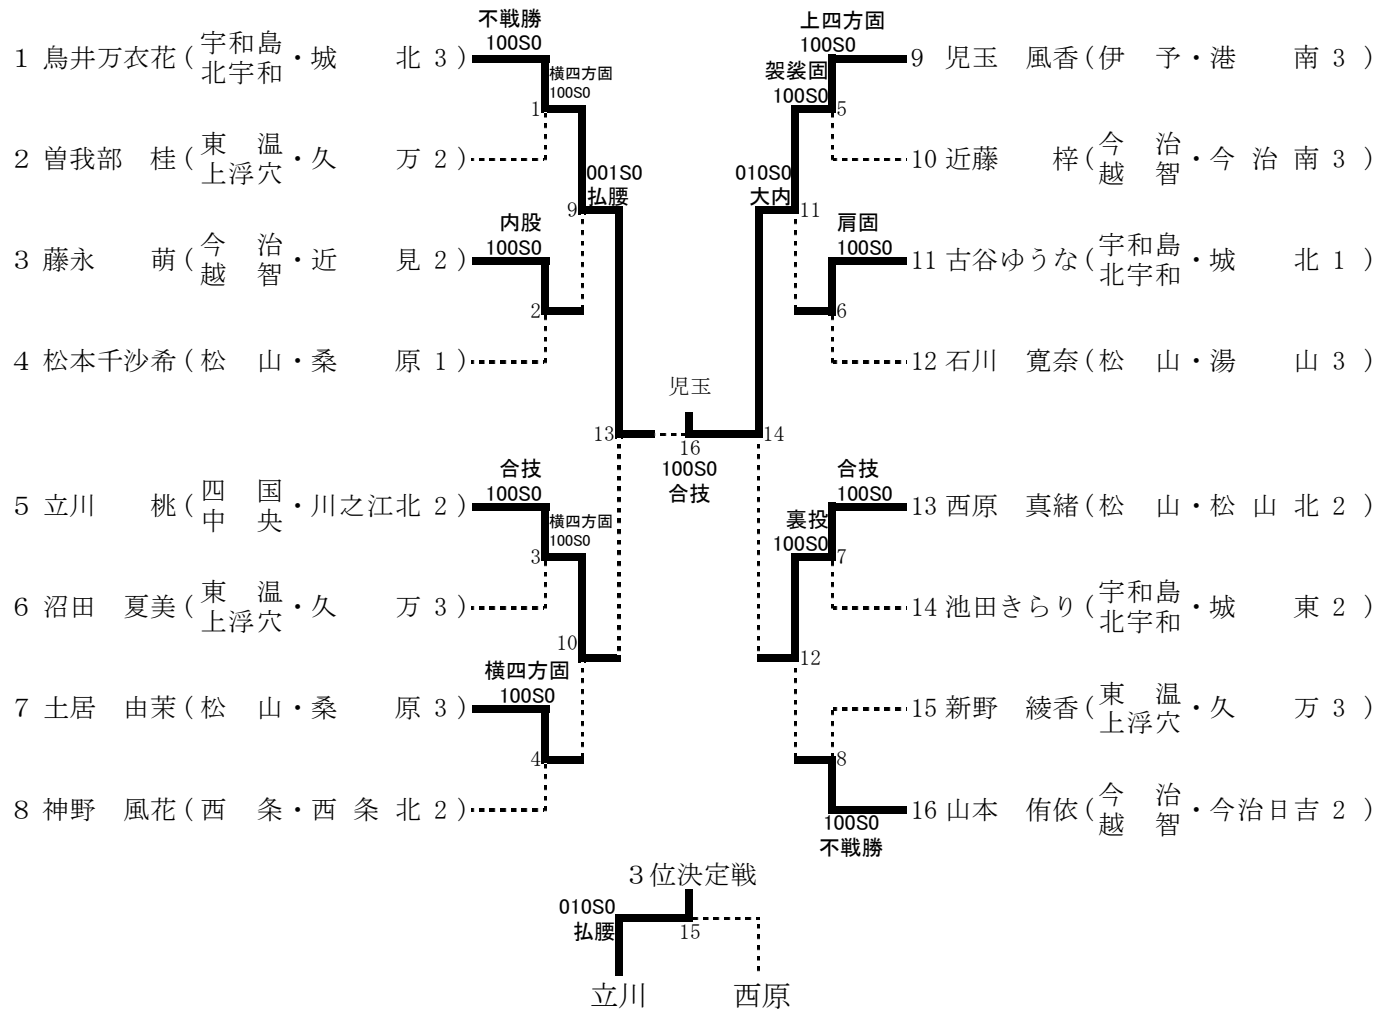 不戦勝
100S0
1 鳥井万衣花(宇和島北宇和・城 北 3)
横四方固
100S0
1
2 曽我部 桂(東温上浮穴・久 万 2)
001S0
払腰
9
内股
100S0
3 藤永 萌(今治越智・近 見 2)
2
4 松本千沙希(松 山・桑 原 1)
13
合技
100S0
5 立川 桃(四国中央・川之江北 2)
横四方固
100S0
3
6 沼田 夏美(東温上浮穴・久 万 3)
10
横四方固
100S0
7 土居 由茉(松 山・桑 原 3)
4
8 神野 風花(西 条・西 条 北 2)
児玉
16
100S0
合技
上四方固
100S0
9 児玉 風香(伊 予・港 南 3)
袈裟固
100S0
5
10 近藤 梓(今治越智・今 治 南 3)
010S0
大内
11
肩固
100S0
11 古谷ゆうな(宇和島北宇和・城 北 1)
6
12 石川 寛奈(松 山・湯 山 3)
14
合技
100S0
13 西原 真緒(松 山・松 山 北 2)
裏投
100S0
7
14 池田きらり(宇和島北宇和・城 東 2)
12
15 新野 綾香(東温上浮穴・久 万 3)
8
16 山本 侑依(今治越智・今治日吉 2)
100S0
不戦勝
3位決定戦
010S0
払腰
15
立川 西原